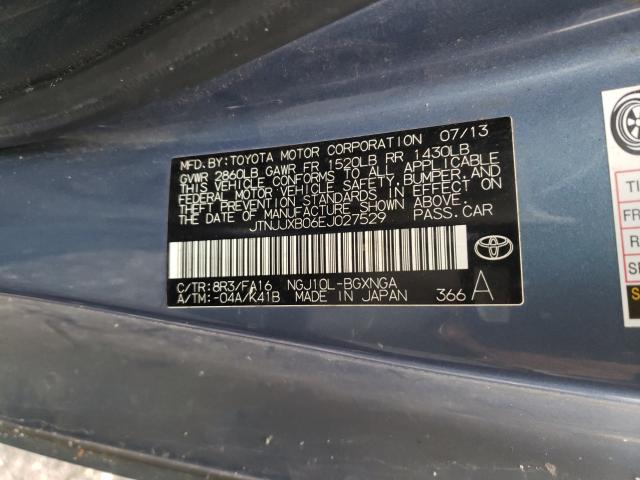 MFD.BY:TOYOTA MOTOR CORPORATION 07/13
GVWR 2860LB GAWR FR 1520LB RR 1430LB
THIS VEHICLE CONFORMS TO ALL APPLICABLE
FEDERAL MOTOR VEHICLE SAFETY,BUMPER,AND
THEFT PREVENTION STANDARDS IN EFFECT ON
THE DATE OF MANUFACTURE SHOWN ABOVE.
JTNJJXB06EJ027529 PASS.CAR
C/TR:8R3/FA16 NGJ10L-BGXNGA
A/TM:-04A/K41B MADE IN JAPAN 366 A
TI
F
RE
S
S